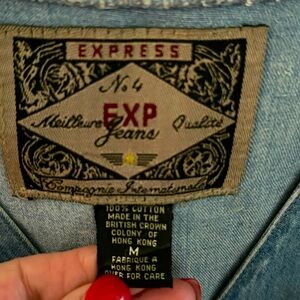 EXPRESS
No 4
EXP
Meilleure Jeans Qualité
Compagnie Internationale
100% COTTON
MADE IN THE
BRITISH CROWN
COLONY OF
HONG KONG
M
FABRIQUE A
HONG KONG
OVER FOR CARE